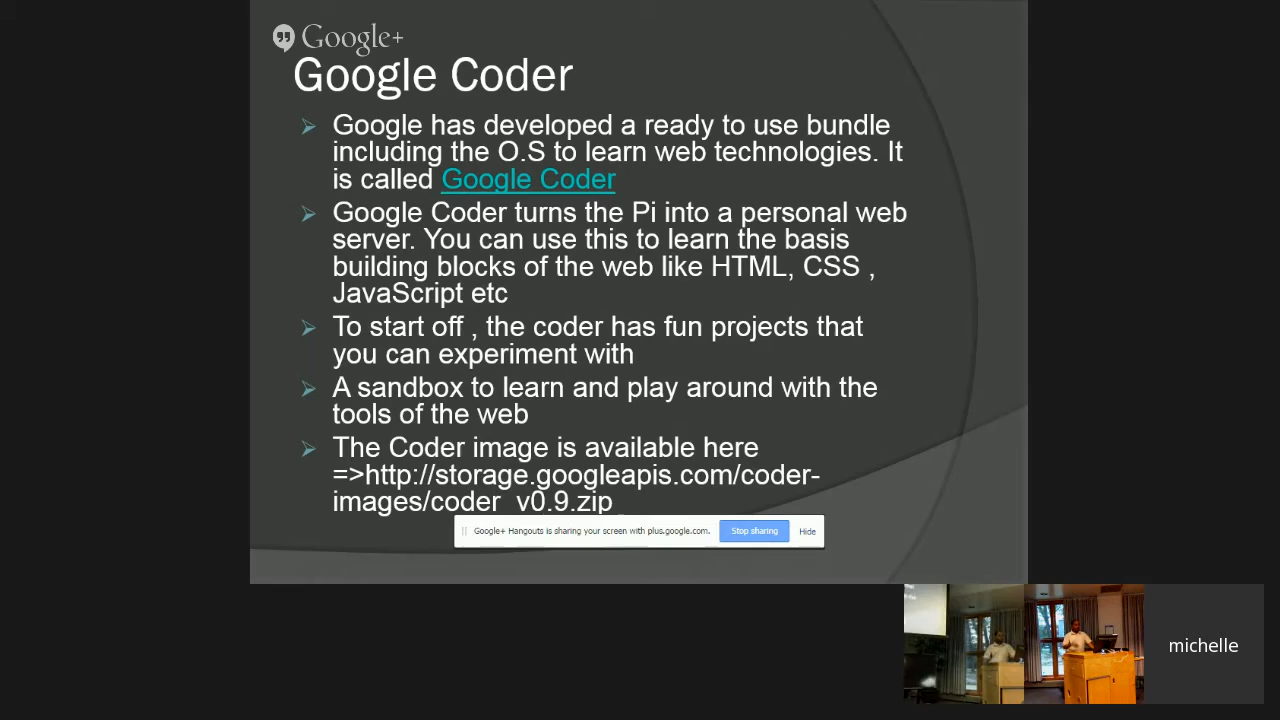 Google+
Google Coder
Google has developed a ready to use bundle
including the O.S to learn web technologies. It
is called Google Coder
Google Coder turns the Pi into a personal web
server. You can use this to learn the basis
building blocks of the web like HTML, CSS ,
JavaScript etc
To start off , the coder has fun projects that
you can experiment with
A sandbox to learn and play around with the
tools of the web
The Coder image is available here
=>http://storage.googleapis.com/coder-
images/coder_v0.9.zip
Google+ Hangouts is sharing your screen with plus.google.com. Stop sharing Hide
michelle